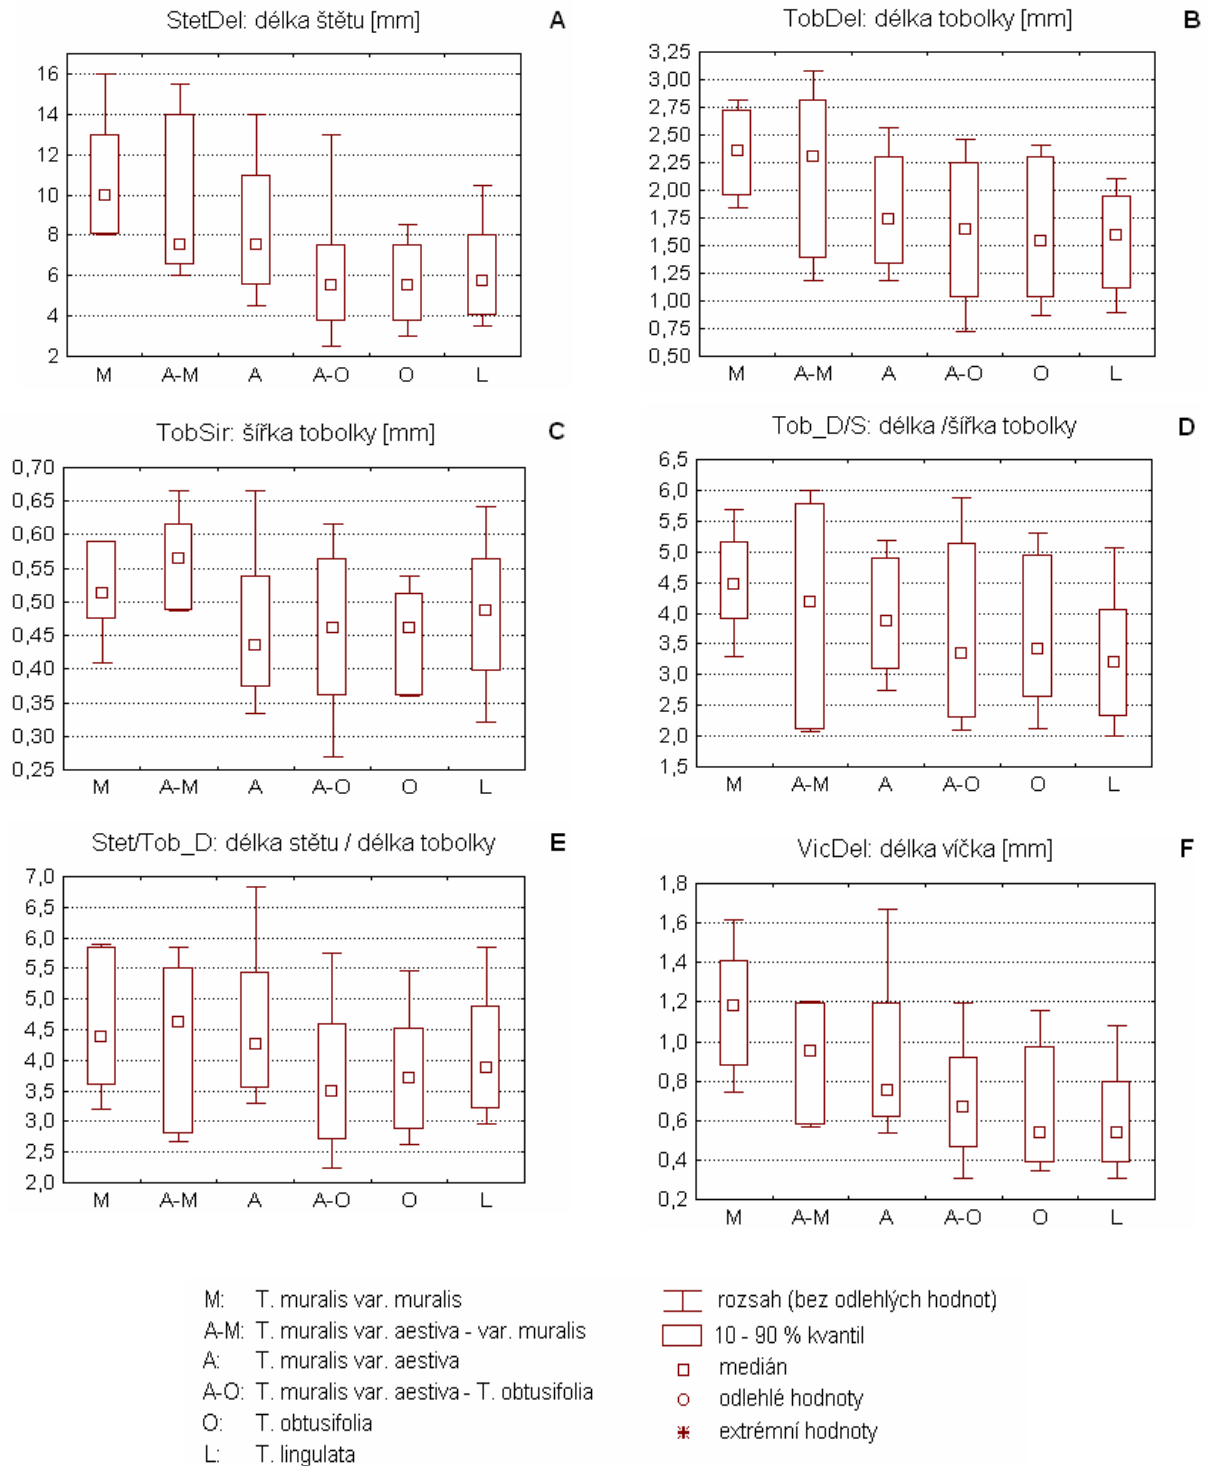 StetDel: délka štětu [mm] A
16
14
12
10
8
6
4
2
M A-M A A-O O L
TobDel: délka tobolky [mm] B
3,25
3,00
2,75
2,50
2,25
2,00
1,75
1,50
1,25
1,00
0,75
0,50
M A-M A A-O O L
TobSir: šířka tobolky [mm] C
0,70
0,65
0,60
0,55
0,50
0,45
0,40
0,35
0,30
0,25
M A-M A A-O O L
Tob_D/S: délka /šířka tobolky D
6,5
6,0
5,5
5,0
4,5
4,0
3,5
3,0
2,5
2,0
1,5
M A-M A A-O O L
Stet/Tob_D: délka stětu / délka tobolky E
7,0
6,5
6,0
5,5
5,0
4,5
4,0
3,5
3,0
2,5
2,0
M A-M A A-O O L
VicDel: délka víčka [mm] F
1,8
1,6
1,4
1,2
1,0
0,8
0,6
0,4
0,2
M A-M A A-O O L
M: T. muralis var. muralis
A-M: T. muralis var. aestiva - var. muralis
A: T. muralis var. aestiva
A-O: T. muralis var. aestiva - T. obtusifolia
O: T. obtusifolia
L: T. lingulata
rozsah (bez odlehlých hodnot)
10 - 90 % kvantil
medián
odlehlé hodnoty
extrémní hodnoty